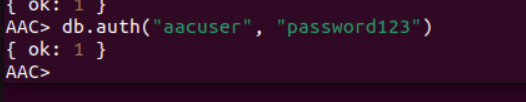 { ok: 1 }
AAC> db.auth("aacuser", "password123")
{ ok: 1 }
AAC>